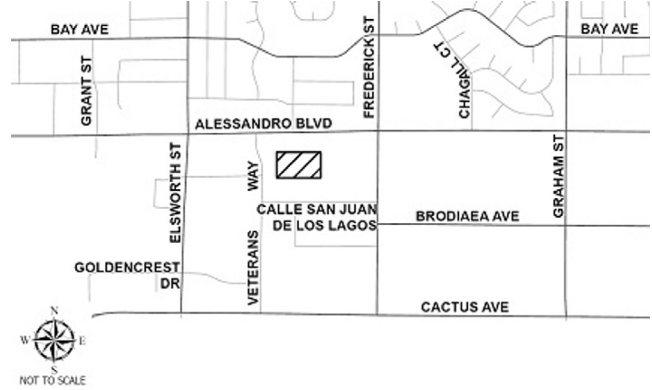 BAY AVE
BAY AVE
GRANT ST
FREDERICK ST
CHAGALL CT
ALESSANDRO BLVD
ELSWORTH ST
VETERANS WAY
GRAHAM ST
CALLE SAN JUAN
DE LOS LAGOS
BRODIAEA AVE
GOLDENCREST
DR
CACTUS AVE
N
W E
S
NOT TO SCALE